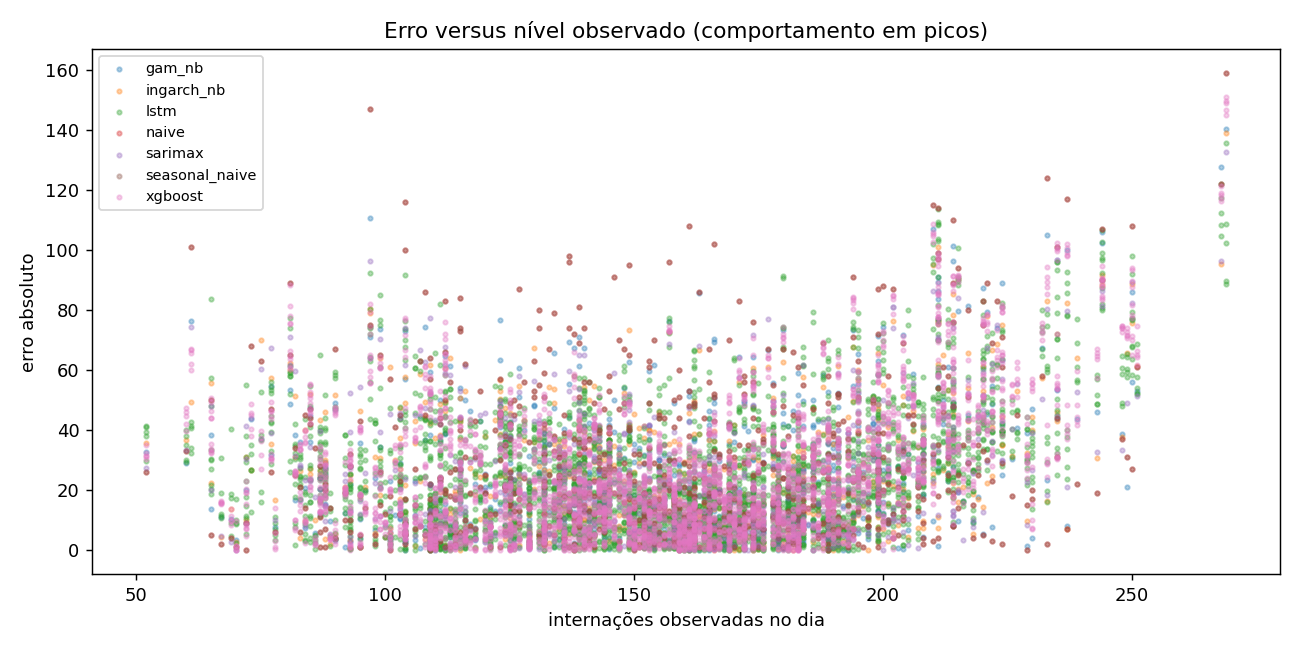 Erro versus nível observado (comportamento em picos)
gam_nb
ingarch_nb
lstm
naive
sarimax
seasonal_naive
xgboost
160
140
120
100
80
60
40
20
0
erro absoluto
50
100
150
200
250
internações observadas no dia